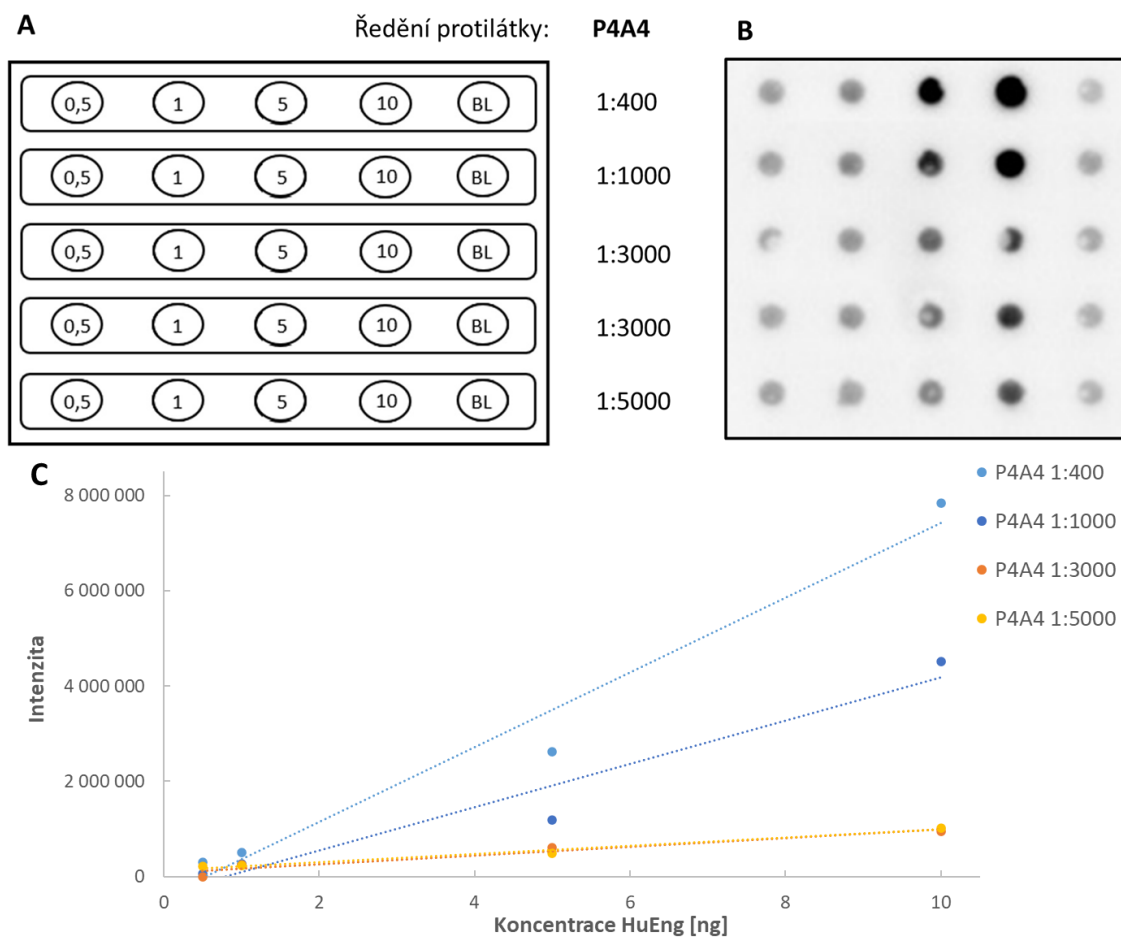 A Ředění protilátky: P4A4 B
0,5 1 5 10 BL 1:400
0,5 1 5 10 BL 1:1000
0,5 1 5 10 BL 1:3000
0,5 1 5 10 BL 1:3000
0,5 1 5 10 BL 1:5000
C
8 000 000
6 000 000
4 000 000
2 000 000
0
Intenzita
0 2 4 6 8 10
Koncentrace HuEng [ng]
P4A4 1:400
P4A4 1:1000
P4A4 1:3000
P4A4 1:5000